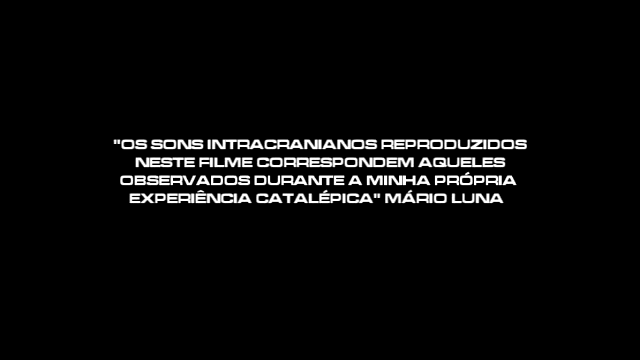 "OS SONS INTRACRANIANOS REPRODUZIDOS
NESTE FILME CORRESPONDEM AQUELES
OBSERVADOS DURANTE A MINHA PRÓPRIA
EXPERIÊNCIA CATALÉPICA" MÁRIO LUNA